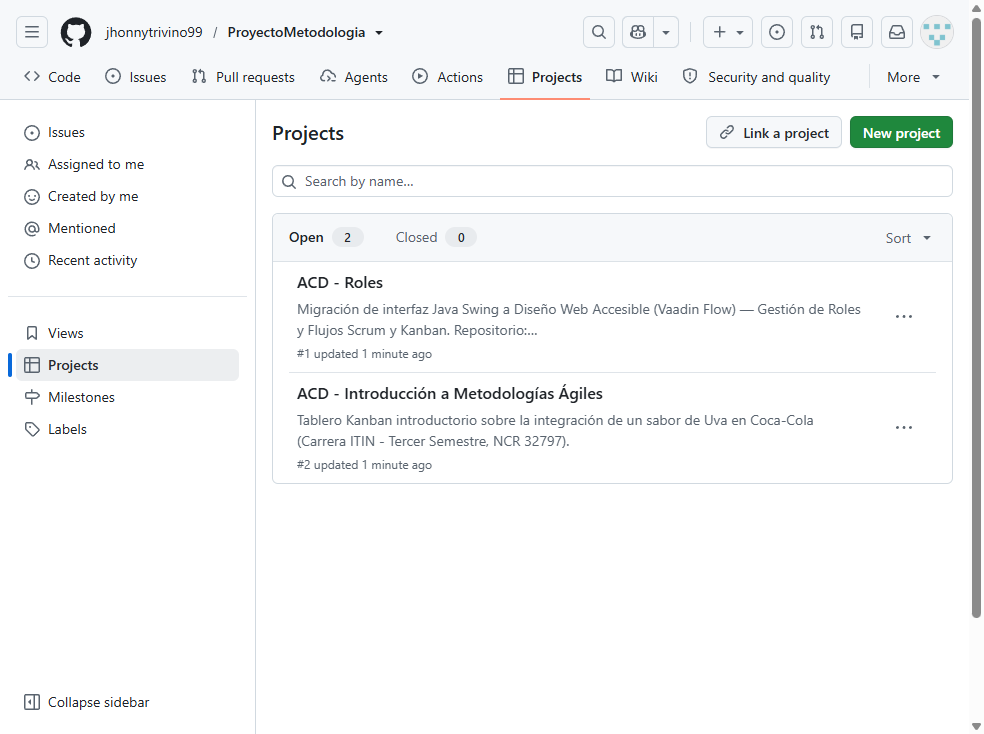 jhonnytrivino99 / ProyectoMetodologia
Code Issues Pull requests Agents Actions Projects Wiki Security and quality More
Issues
Assigned to me
Created by me
Mentioned
Recent activity
Views
Projects
Milestones
Labels
Collapse sidebar
Projects
Link a project
New project
Search by name...
Open 2 Closed 0 Sort
ACD - Roles
Migración de interfaz Java Swing a Diseño Web Accesible (Vaadin Flow) — Gestión de Roles
y Flujos Scrum y Kanban. Repositorio:...
#1 updated 1 minute ago
ACD - Introducción a Metodologías Ágiles
Tablero Kanban introductorio sobre la integración de un sabor de Uva en Coca-Cola
(Carrera ITIN - Tercer Semestre, NCR 32797).
#2 updated 1 minute ago